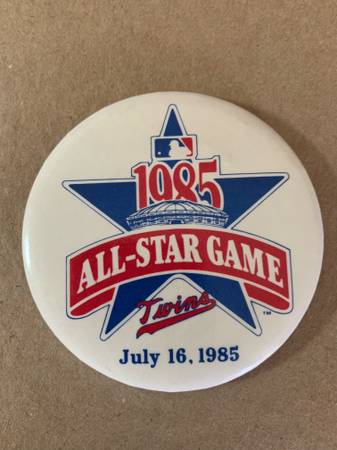 1985
ALL-STAR GAME
Twins
TM
July 16, 1985